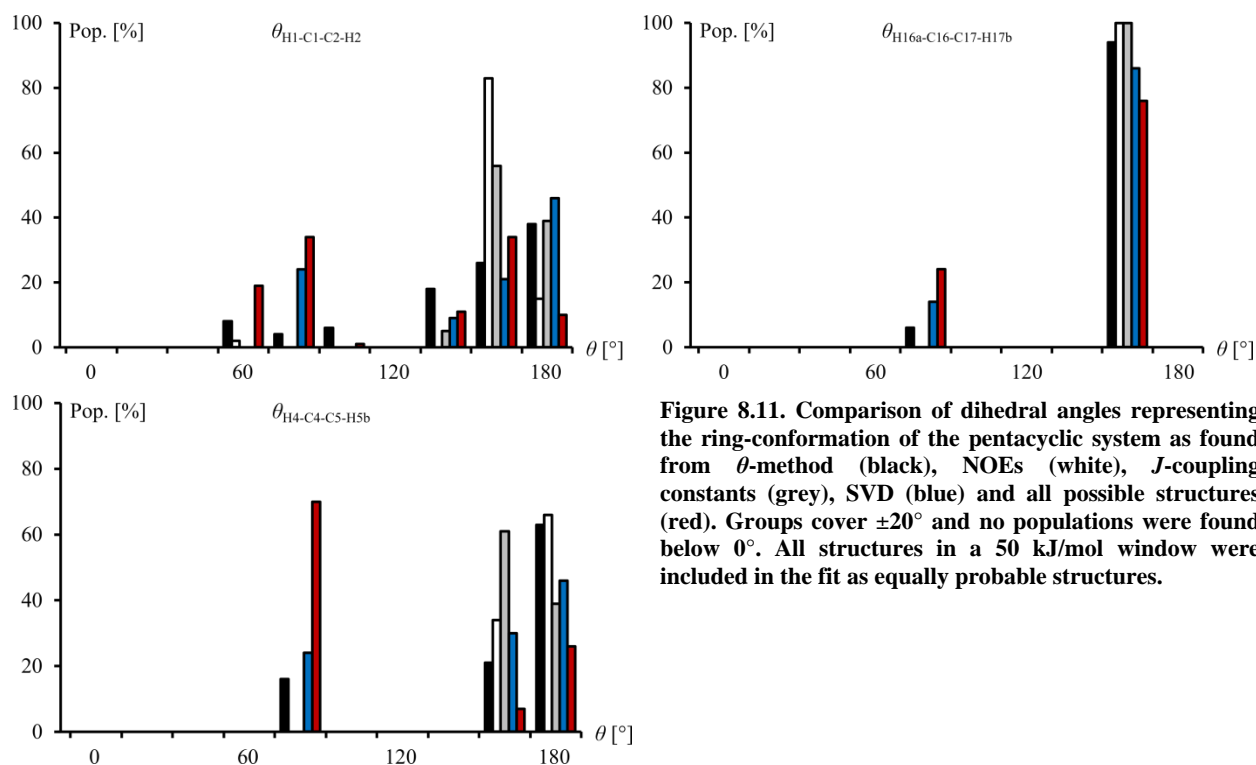 100
Pop. [%]
θH1-C1-C2-H2
80
60
40
20
0
θ [°]
0 60 120 180
100
Pop. [%]
θH16a-C16-C17-H17b
80
60
40
20
0
θ [°]
0 60 120 180
100
Pop. [%]
θH4-C4-C5-H5b
80
60
40
20
0
θ [°]
0 60 120 180
Figure 8.11. Comparison of dihedral angles representing
the ring-conformation of the pentacyclic system as found
from θ-method (black), NOEs (white), J-coupling
constants (grey), SVD (blue) and all possible structures
(red). Groups cover ±20° and no populations were found
below 0°. All structures in a 50 kJ/mol window were
included in the fit as equally probable structures.